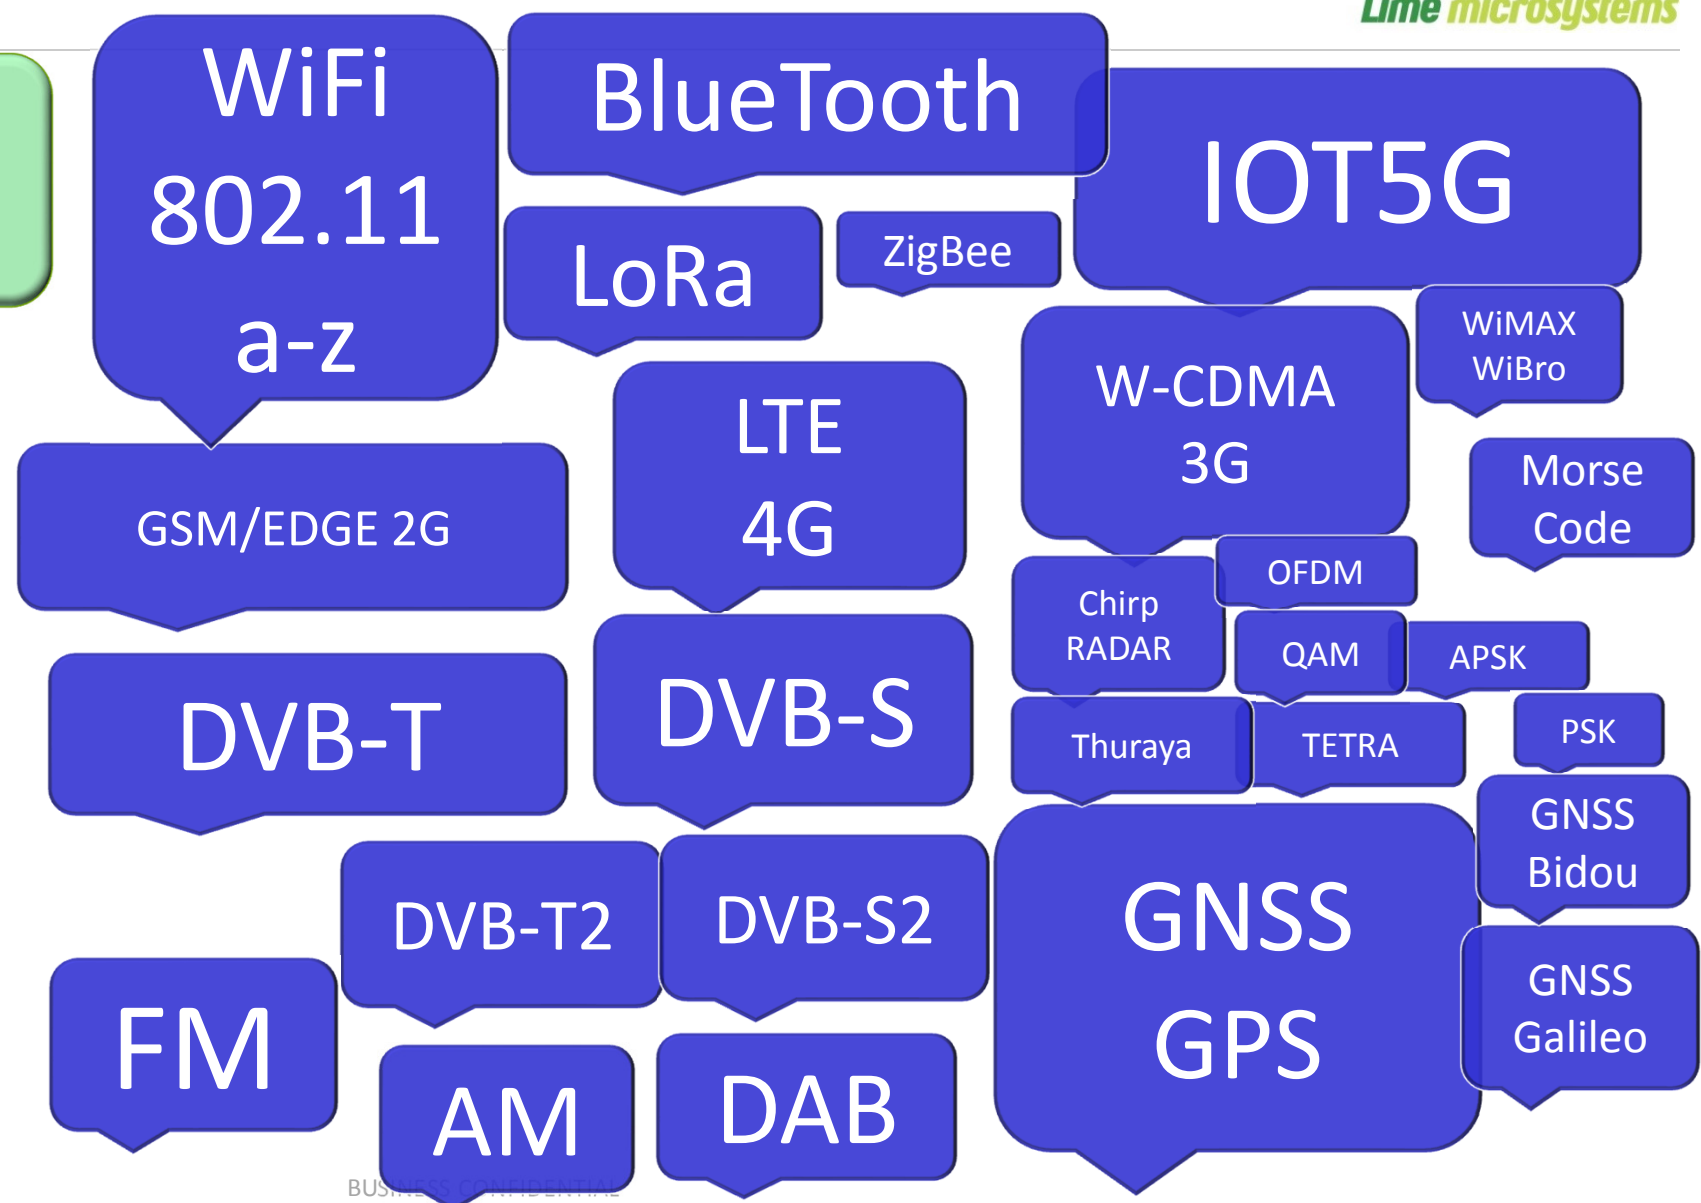 Lime microsystems
WiFi
802.11
a-z
BlueTooth
IOT5G
LoRa
ZigBee
WiMAX
WiBro
W-CDMA
3G
LTE
4G
GSM/EDGE 2G
Morse
Code
OFDM
Chirp
RADAR
QAM
APSK
DVB-T
DVB-S
Thuraya
TETRA
PSK
GNSS
Bidou
DVB-T2
DVB-S2
GNSS
GPS
GNSS
Galileo
FM
AM
DAB
BUSINESS CONFIDENTIAL